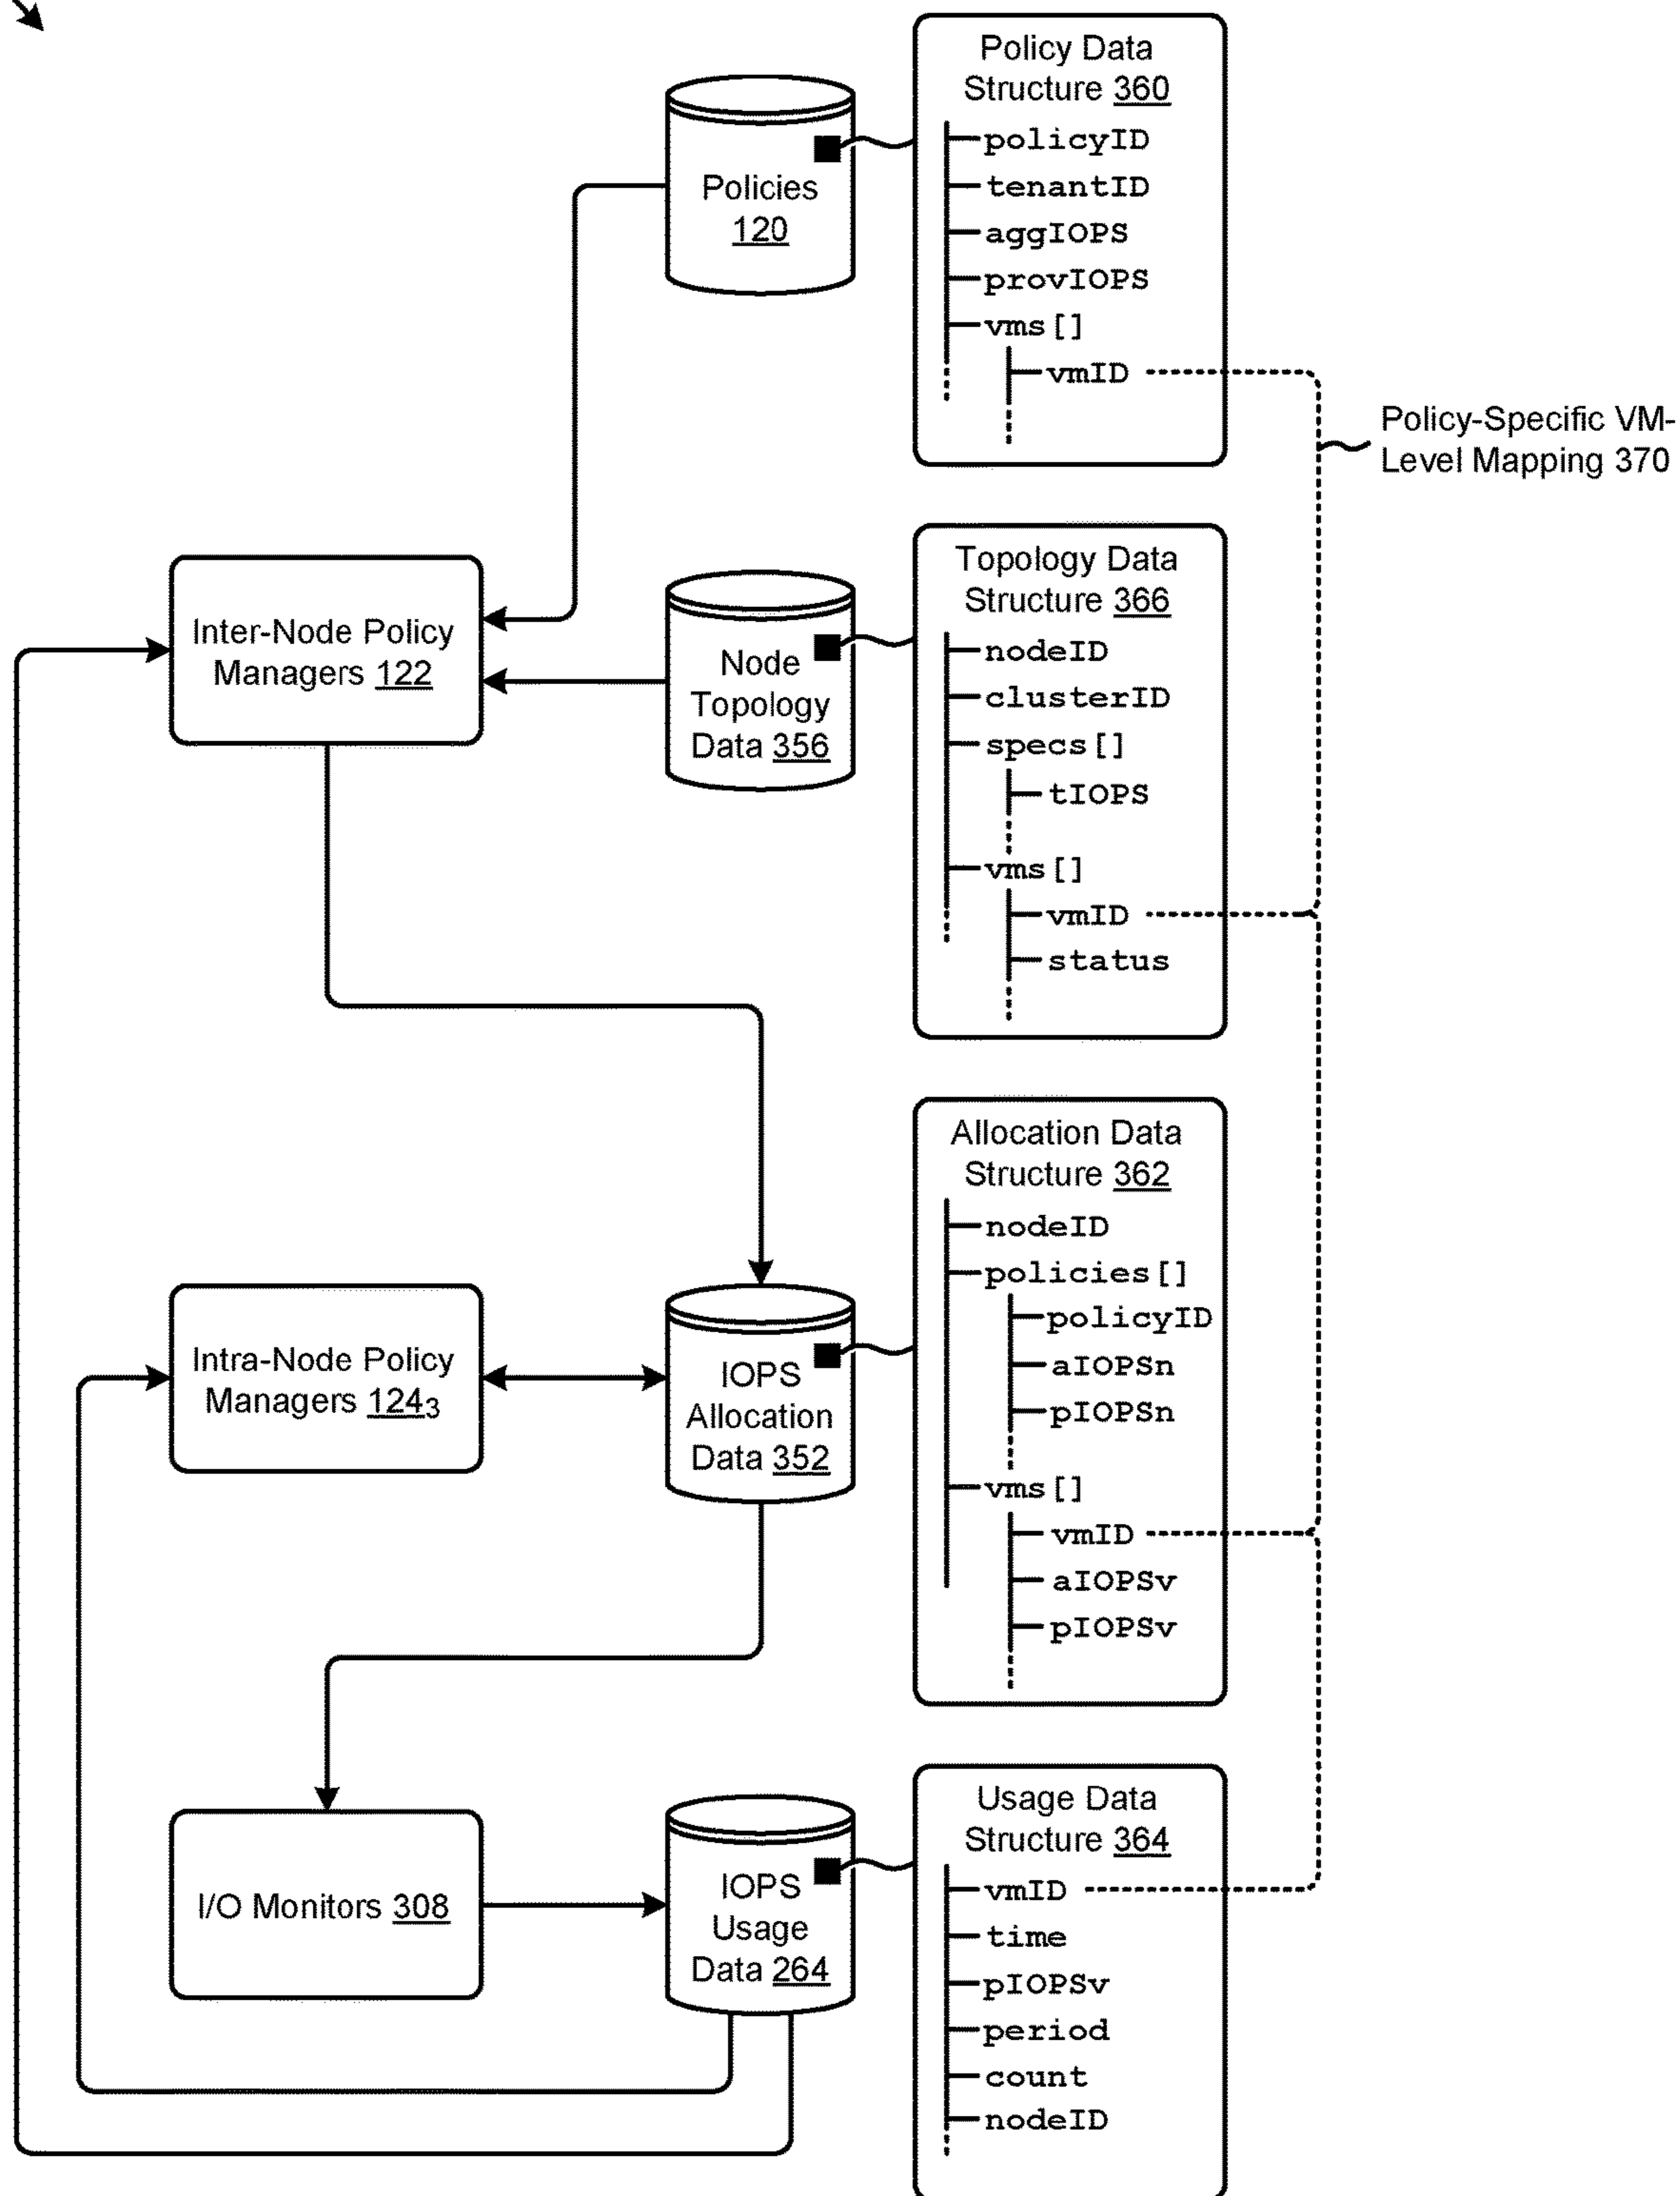 Policy Data
Structure 360
policyID
tenantID
aggIOPS
provIOPS
vms[]
vmID
Policies
120
Policy-Specific VM-
Level Mapping 370
Inter-Node Policy
Managers 122
Node
Topology
Data 356
Topology Data
Structure 366
nodeID
clusterID
specs[]
tIOPS
vms[]
vmID
status
Intra-Node Policy
Managers 124₃
IOPS
Allocation
Data 352
Allocation Data
Structure 362
nodeID
policies[]
policyID
aIOPSn
pIOPSn
vms[]
vmID
aIOPSv
pIOPSv
I/O Monitors 308
IOPS
Usage
Data 264
Usage Data
Structure 364
vmID
time
pIOPSv
period
count
nodeID